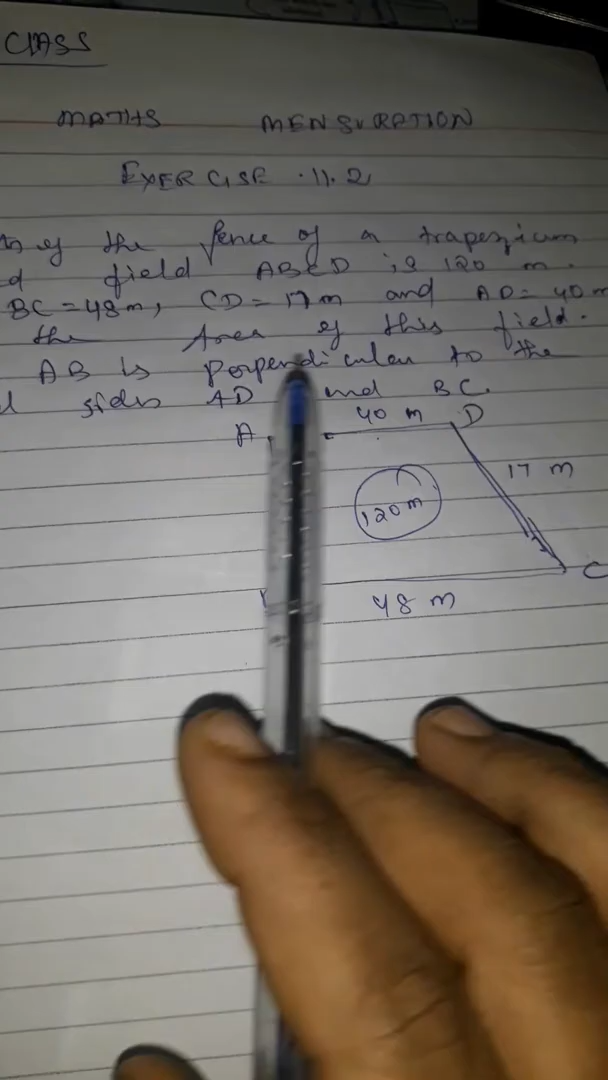 CLASS
MATHS MENSURATION
EXERCISE 11.2
of the fence of a trapezium
field ABCD is 120 m.
BC = 48 m, CD = 17 m and AD = 40 m
the Area of this field.
AB is perpendicular to the
sides AD and BC
A 40 m D
17 m
120 m
C
48 m